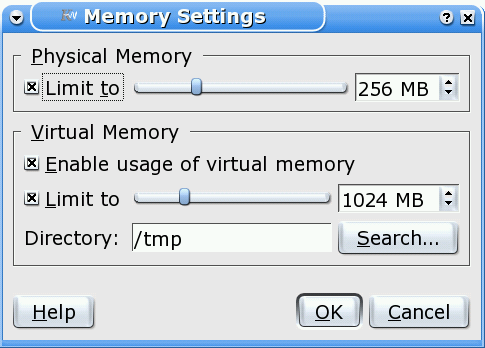 Memory Settings
Physical Memory
Limit to 256 MB
Virtual Memory
Enable usage of virtual memory
Limit to 1024 MB
Directory: /tmp Search...
Help OK Cancel